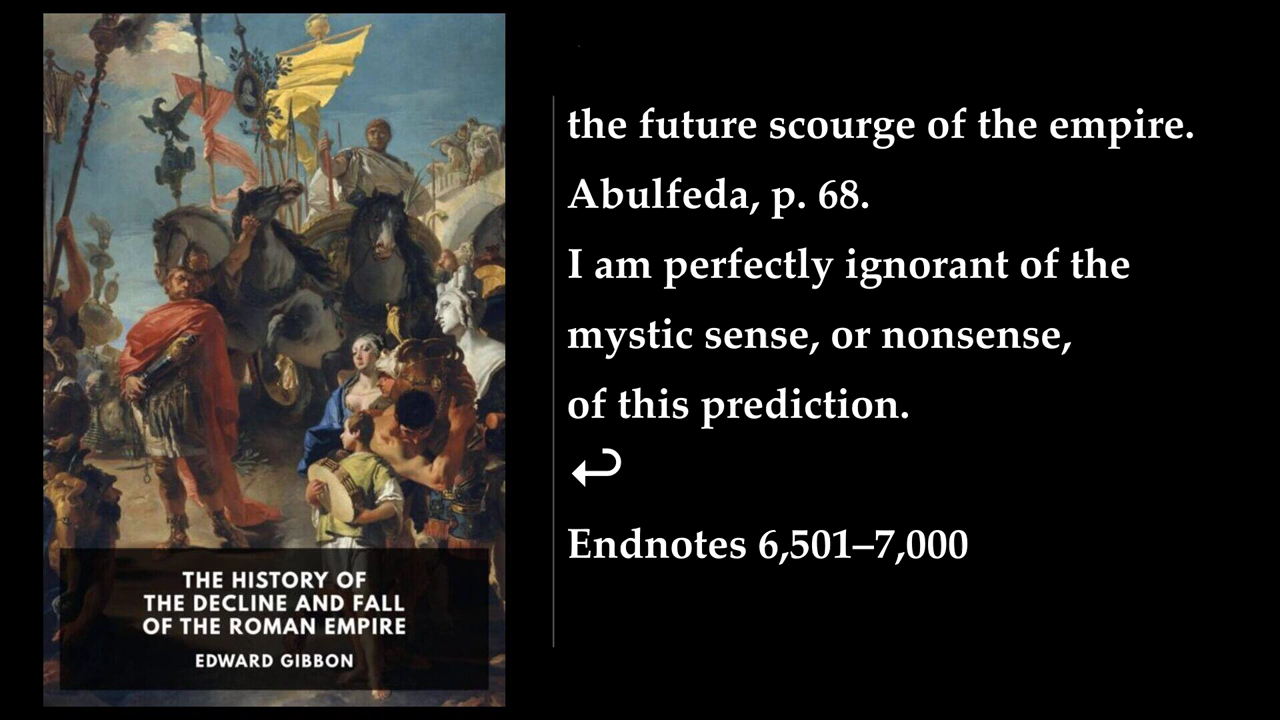 THE HISTORY OF
THE DECLINE AND FALL
OF THE ROMAN EMPIRE
EDWARD GIBBON
the future scourge of the empire.
Abulfeda, p. 68.
I am perfectly ignorant of the
mystic sense, or nonsense,
of this prediction.
↩
Endnotes 6,501–7,000